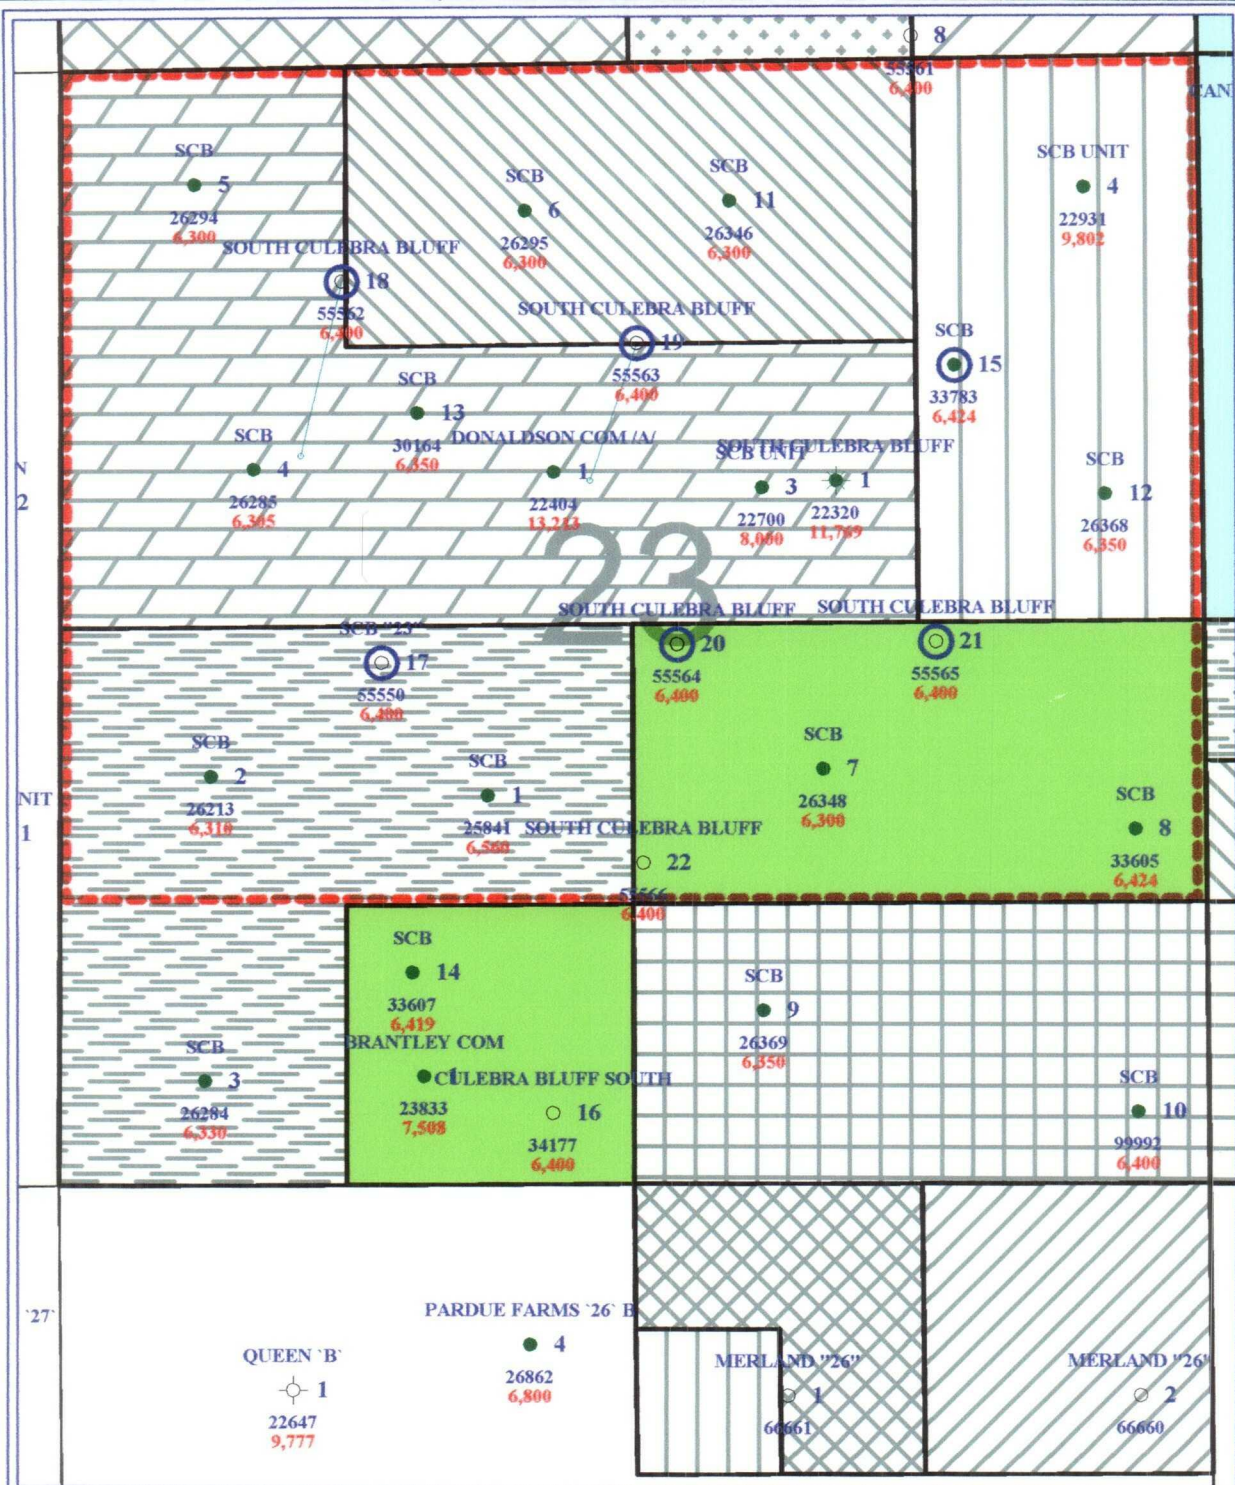 8
55561
6,400
CAN
SCB
5
26294
6,300
SCB
6
26295
6,300
SCB
11
26346
6,300
SCB UNIT
4
22931
9,802
SOUTH CULEBRA BLUFF
18
55562
6,400
SOUTH CULEBRA BLUFF
19
55563
6,400
SCB
15
33783
6,424
SCB
13
30164
6,350
SCB
4
26285
6,305
DONALDSON COM /A/
1
22404
13,213
SCB UNIT
3
22700
8,000
SOUTH CULEBRA BLUFF
1
22320
11,769
SCB
12
26368
6,350
N
2
23
SOUTH CULEBRA BLUFF
20
55564
6,400
SOUTH CULEBRA BLUFF
21
55565
6,400
SCB "23"
17
55550
6,400
SCB
2
26213
6,310
SCB
1
25841
6,560
SCB
7
26348
6,300
SCB
8
33605
6,424
NIT
1
SOUTH CULEBRA BLUFF
22
55566
6,400
SCB
14
33607
6,419
SCB
9
26369
6,350
BRANTLEY COM
1
23833
7,508
CULEBRA BLUFF SOUTH
16
34177
6,400
SCB
3
26284
6,330
SCB
10
99992
6,400
`27`
PARDUE FARMS `26` B
4
26862
6,800
QUEEN `B`
1
22647
9,777
MERLAND "26"
1
66661
MERLAND "26"
2
66660